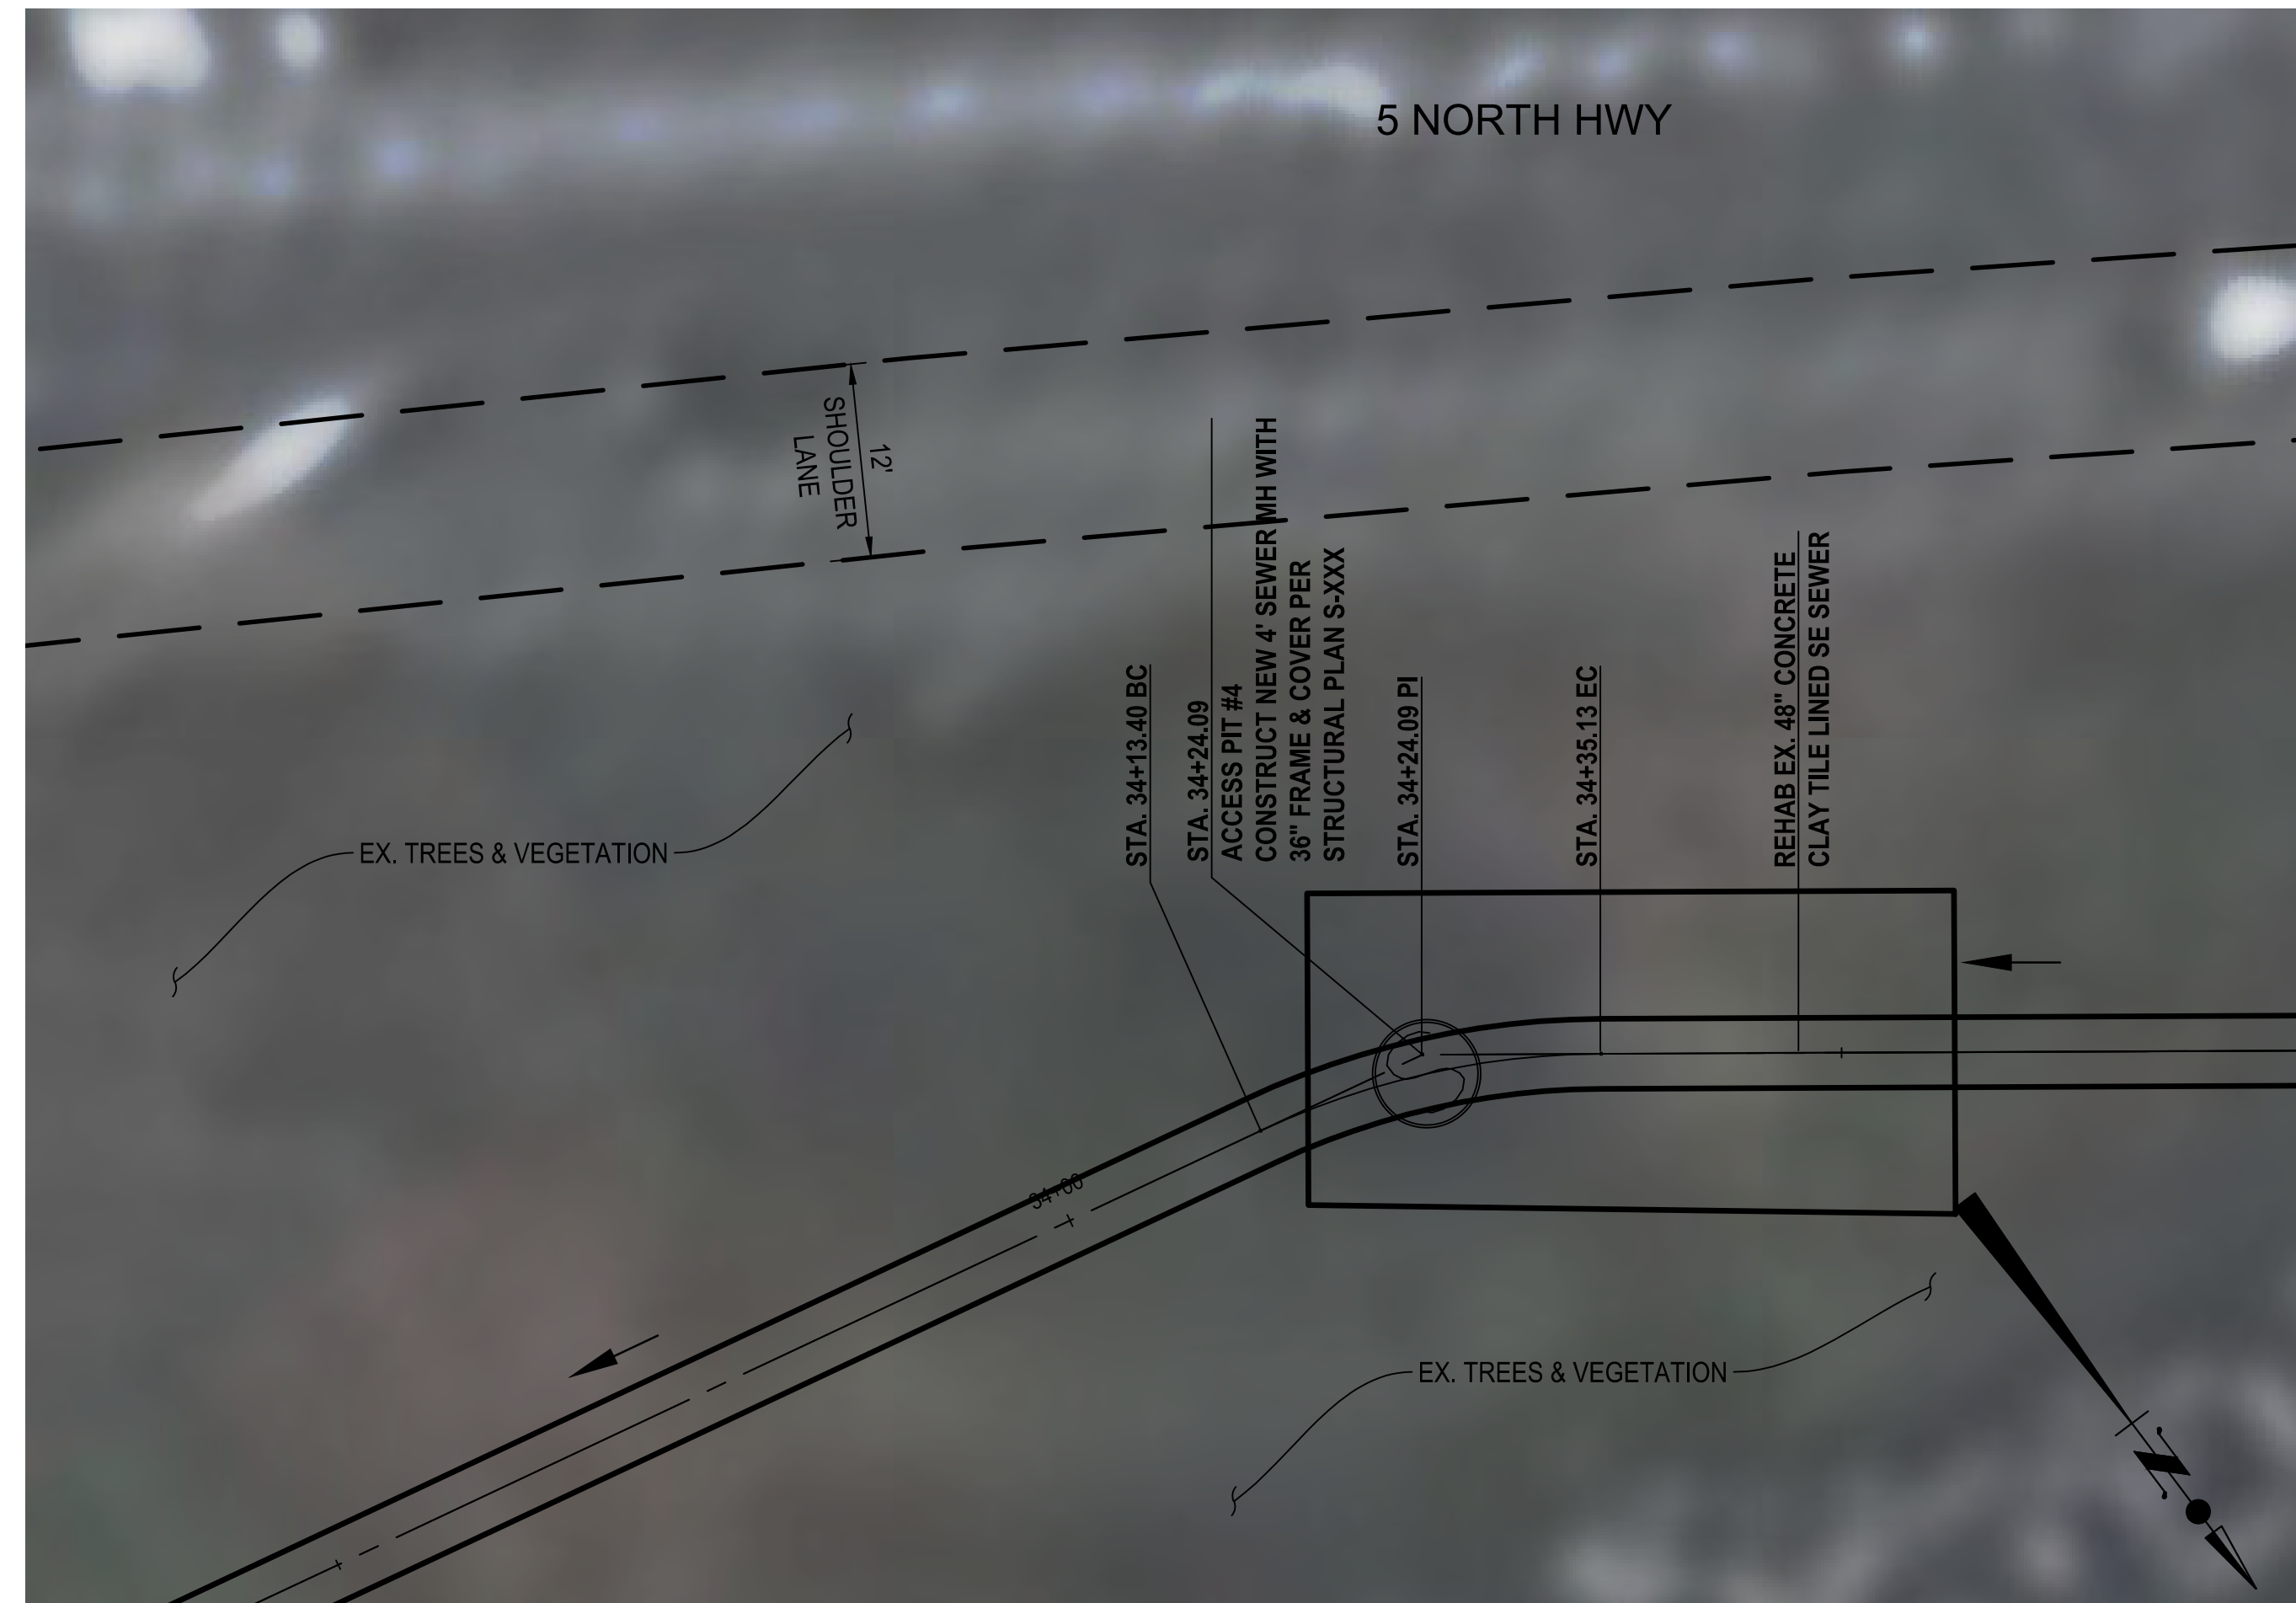 5 NORTH HWY
12'
SHOULDER
LANE
STA. 34+13.40 BC
STA. 34+24.09
ACCESS PIT #4
CONSTRUCT NEW 4' SEWER MH WITH
36" FRAME & COVER PER
STRUCTURAL PLAN S-XXX
STA. 34+24.09 PI
STA. 34+35.13 EC
REHAB EX. 48" CONCRETE
CLAY TILE LINED SE SEWER
EX. TREES & VEGETATION
S
34+00
EX. TREES & VEGETATION
N